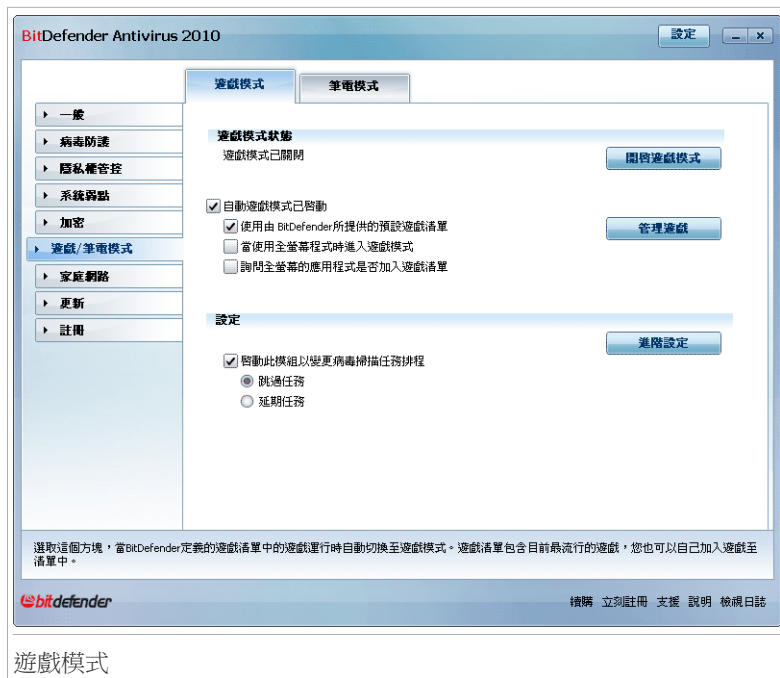 BitDefender Antivirus 2010
設定
遊戲模式
筆電模式
一般
病毒防護
隱私權管控
系統弱點
加密
遊戲/筆電模式
家庭網路
更新
註冊
遊戲模式狀態
遊戲模式已關閉
開啟遊戲模式
自動遊戲模式已啟動
使用由 BitDefender所提供的預設遊戲清單
管理遊戲
當使用全螢幕程式時進入遊戲模式
詢問全螢幕的應用程式是否加入遊戲清單
設定
進階設定
啟動此模組以變更病毒掃描任務排程
跳過任務
延期任務
選取這個方塊，當BitDefender定義的遊戲清單中的遊戲運行時自動切換至遊戲模式。遊戲清單包含目前最流行的遊戲，您也可以自己加入遊戲至
清單中。
bitdefender
續購 立刻註冊 支援 說明 檢視日誌
遊戲模式